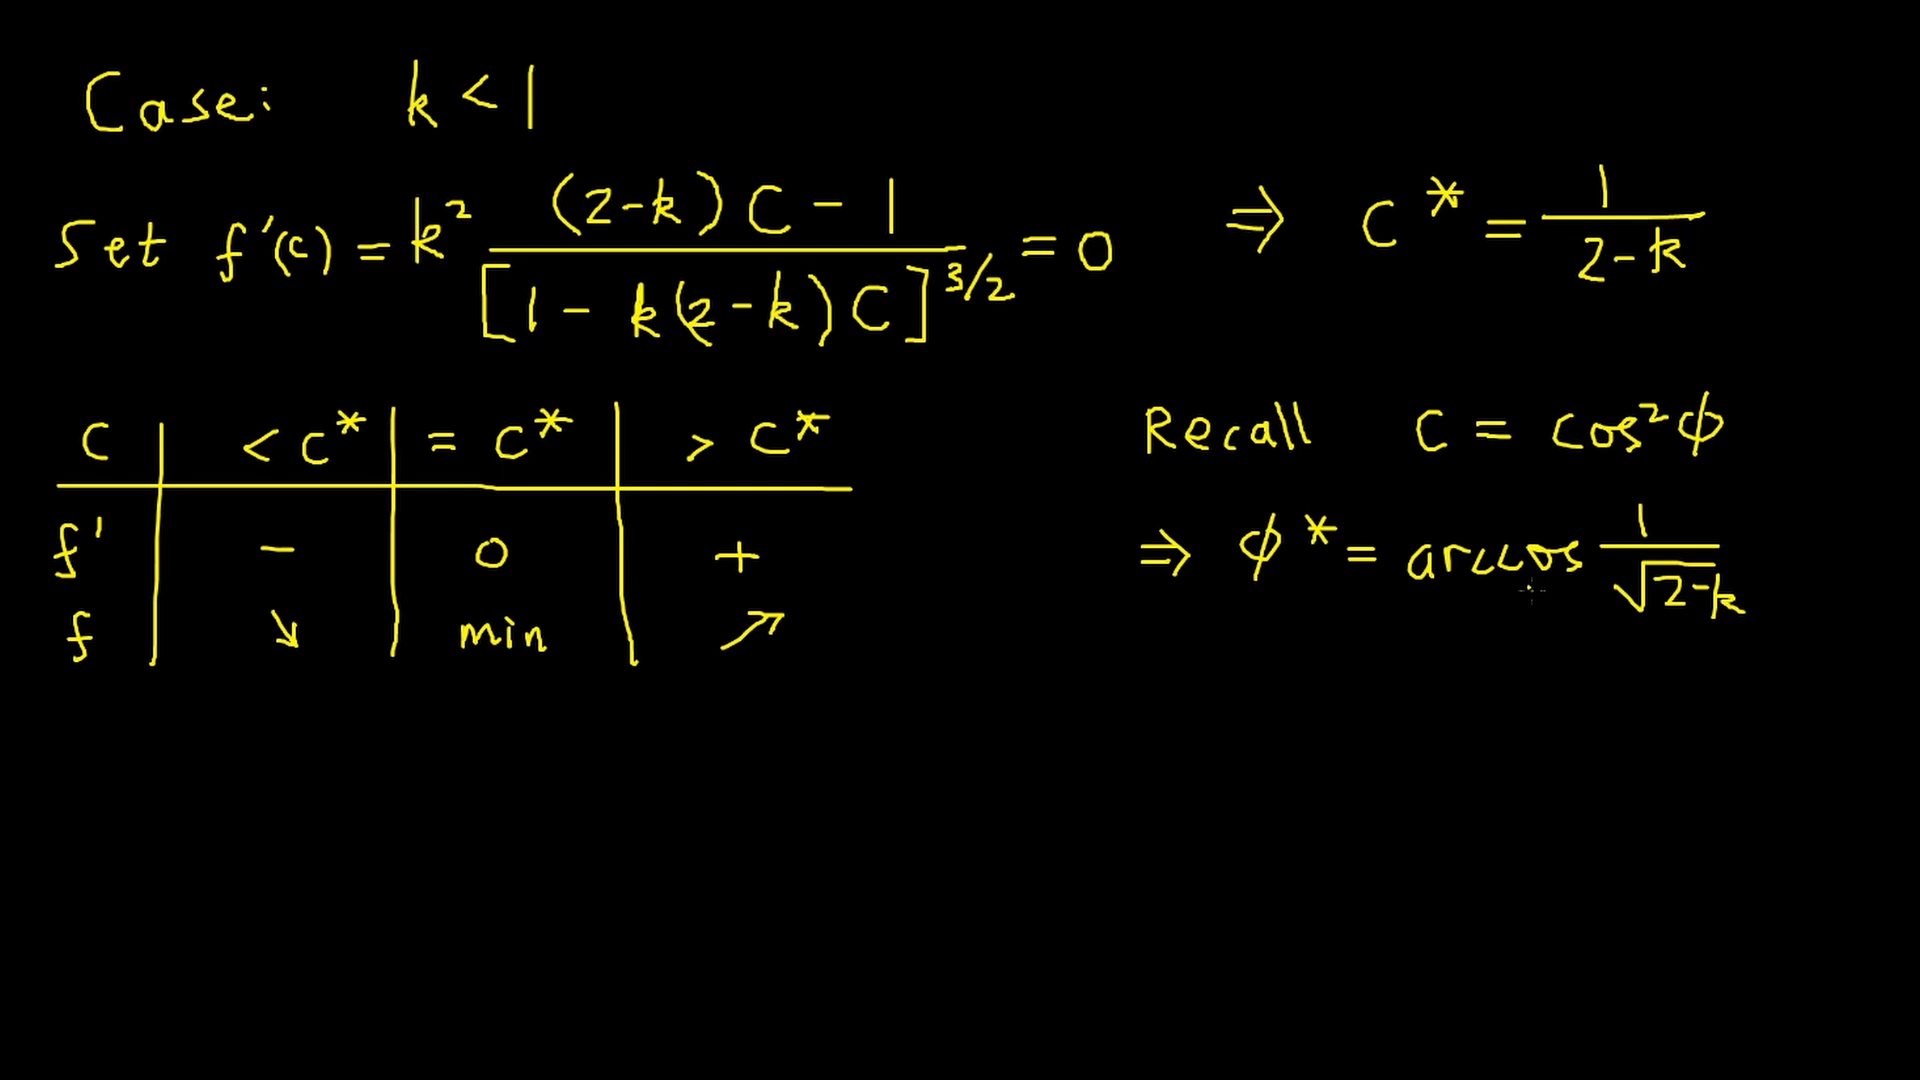 Case: k < 1
Set f'(c) = k² ((2-k)C - 1) / [1 - k(2-k)C]^{3/2} = 0 ⇒ C* = 1/(2-k)
C | < C* | = C* | > C*
f' | - | 0 | +
f | ↘ | min | ↗
Recall C = cos²φ
⇒ φ* = arccos 1/√(2-k)